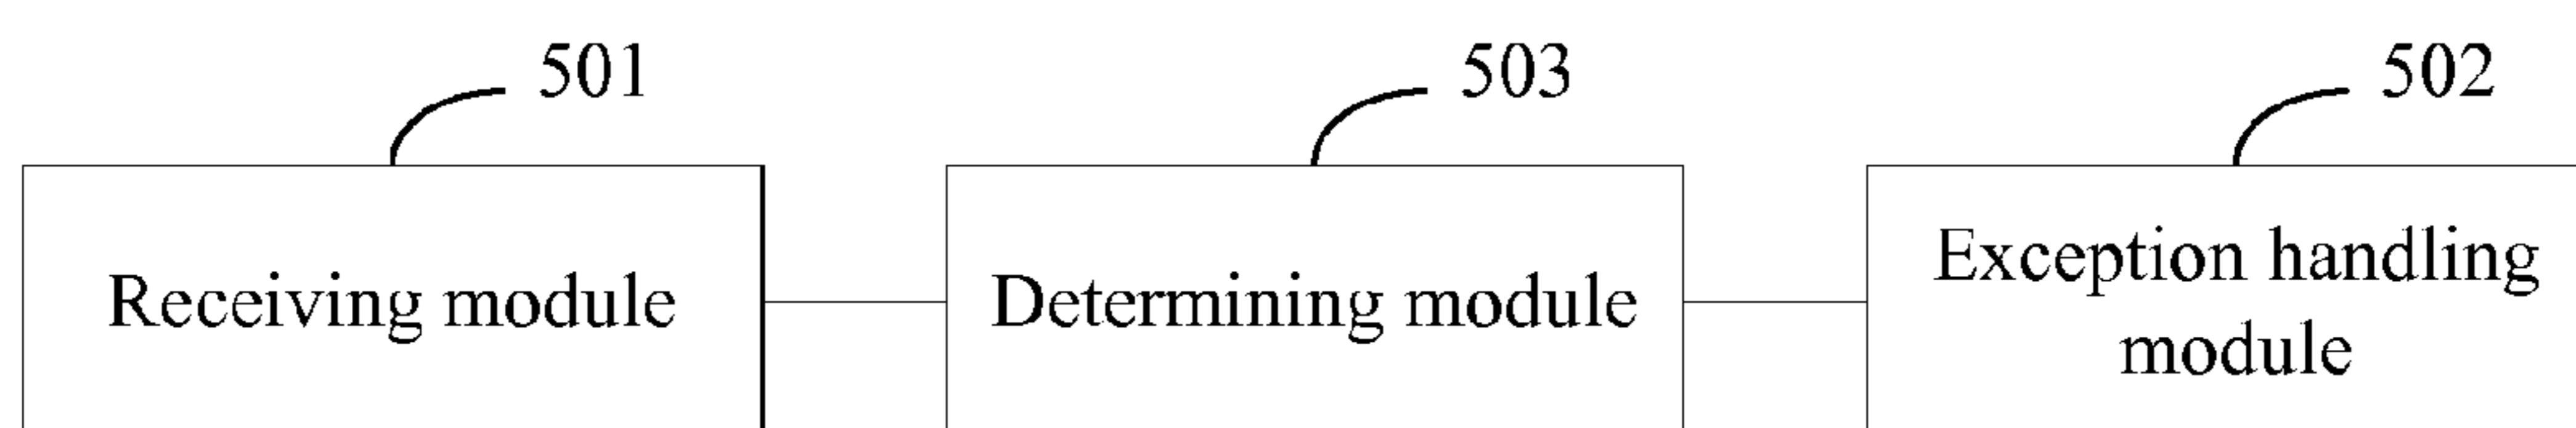 501
503
502
Receiving module
Determining module
Exception handling
module